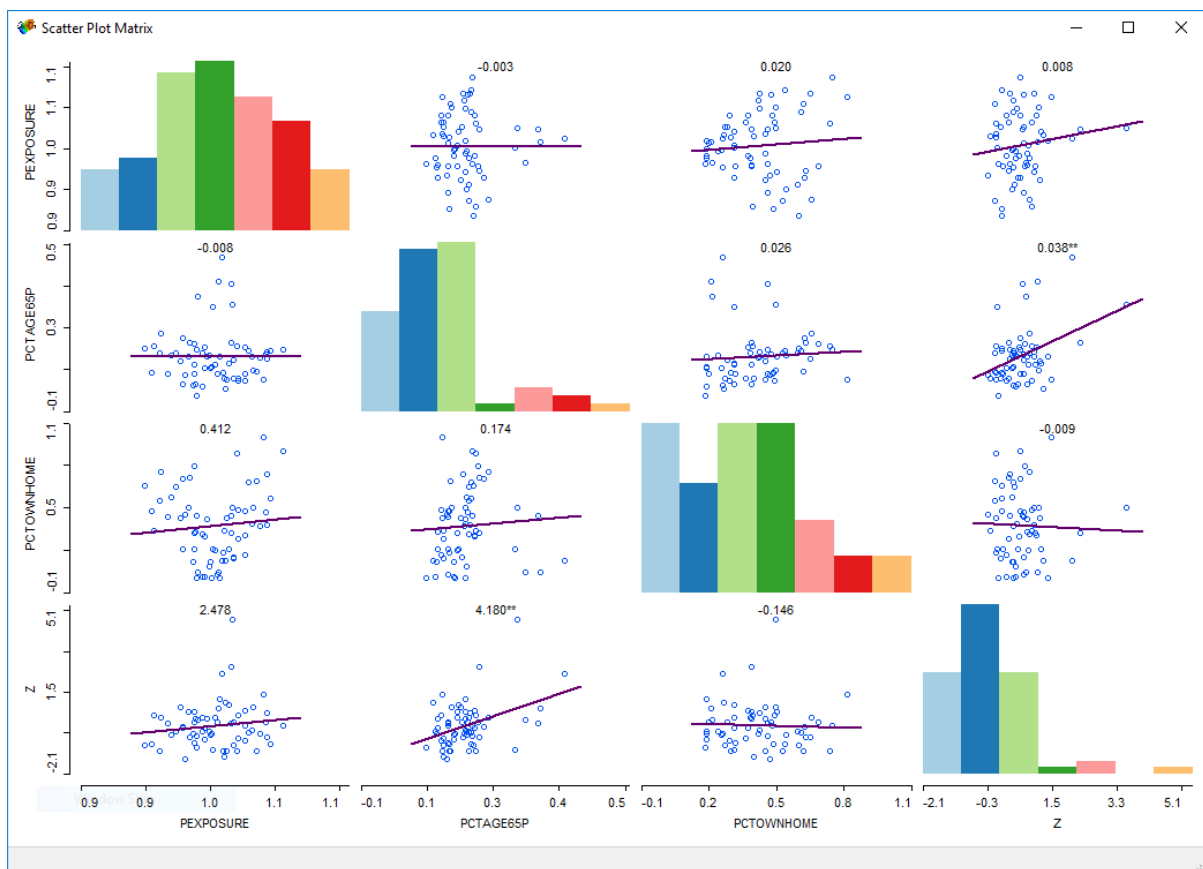 Scatter Plot Matrix
PEXPOSURE
0.9 0.9 1.0 1.1 1.1
-0.003
0.020
0.008
PCTAGE65P
-0.1 0.3 0.5
-0.008
0.026
0.038**
PCTOWNHOME
-0.1 0.5 1.1
0.412
0.174
-0.009
Z
-2.1 1.5 5.1
2.478
4.180**
-0.146
0.9 0.9 1.0 1.1 1.1
-0.1 0.1 0.3 0.4 0.5
-0.1 0.2 0.5 0.8 1.1
-2.1 -0.3 1.5 3.3 5.1
PEXPOSURE PCTAGE65P PCTOWNHOME Z